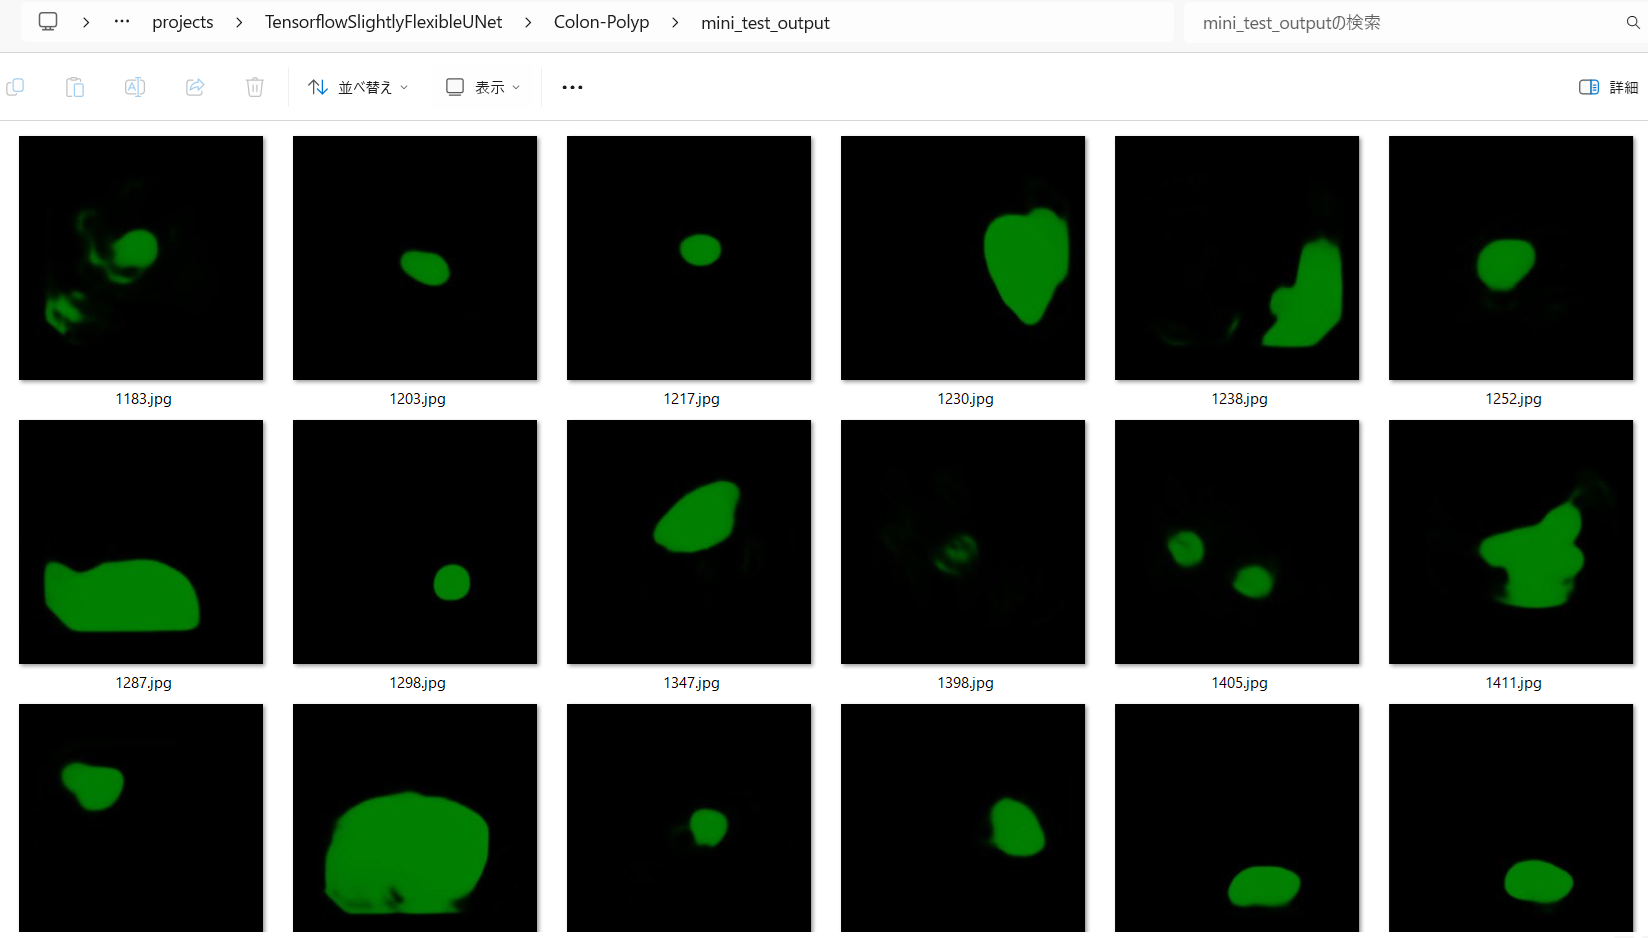 projects > TensorflowSlightlyFlexibleUNet > Colon-Polyp > mini_test_output
mini_test_outputの検索
並べ替え
表示
詳細
1183.jpg
1203.jpg
1217.jpg
1230.jpg
1238.jpg
1252.jpg
1287.jpg
1298.jpg
1347.jpg
1398.jpg
1405.jpg
1411.jpg